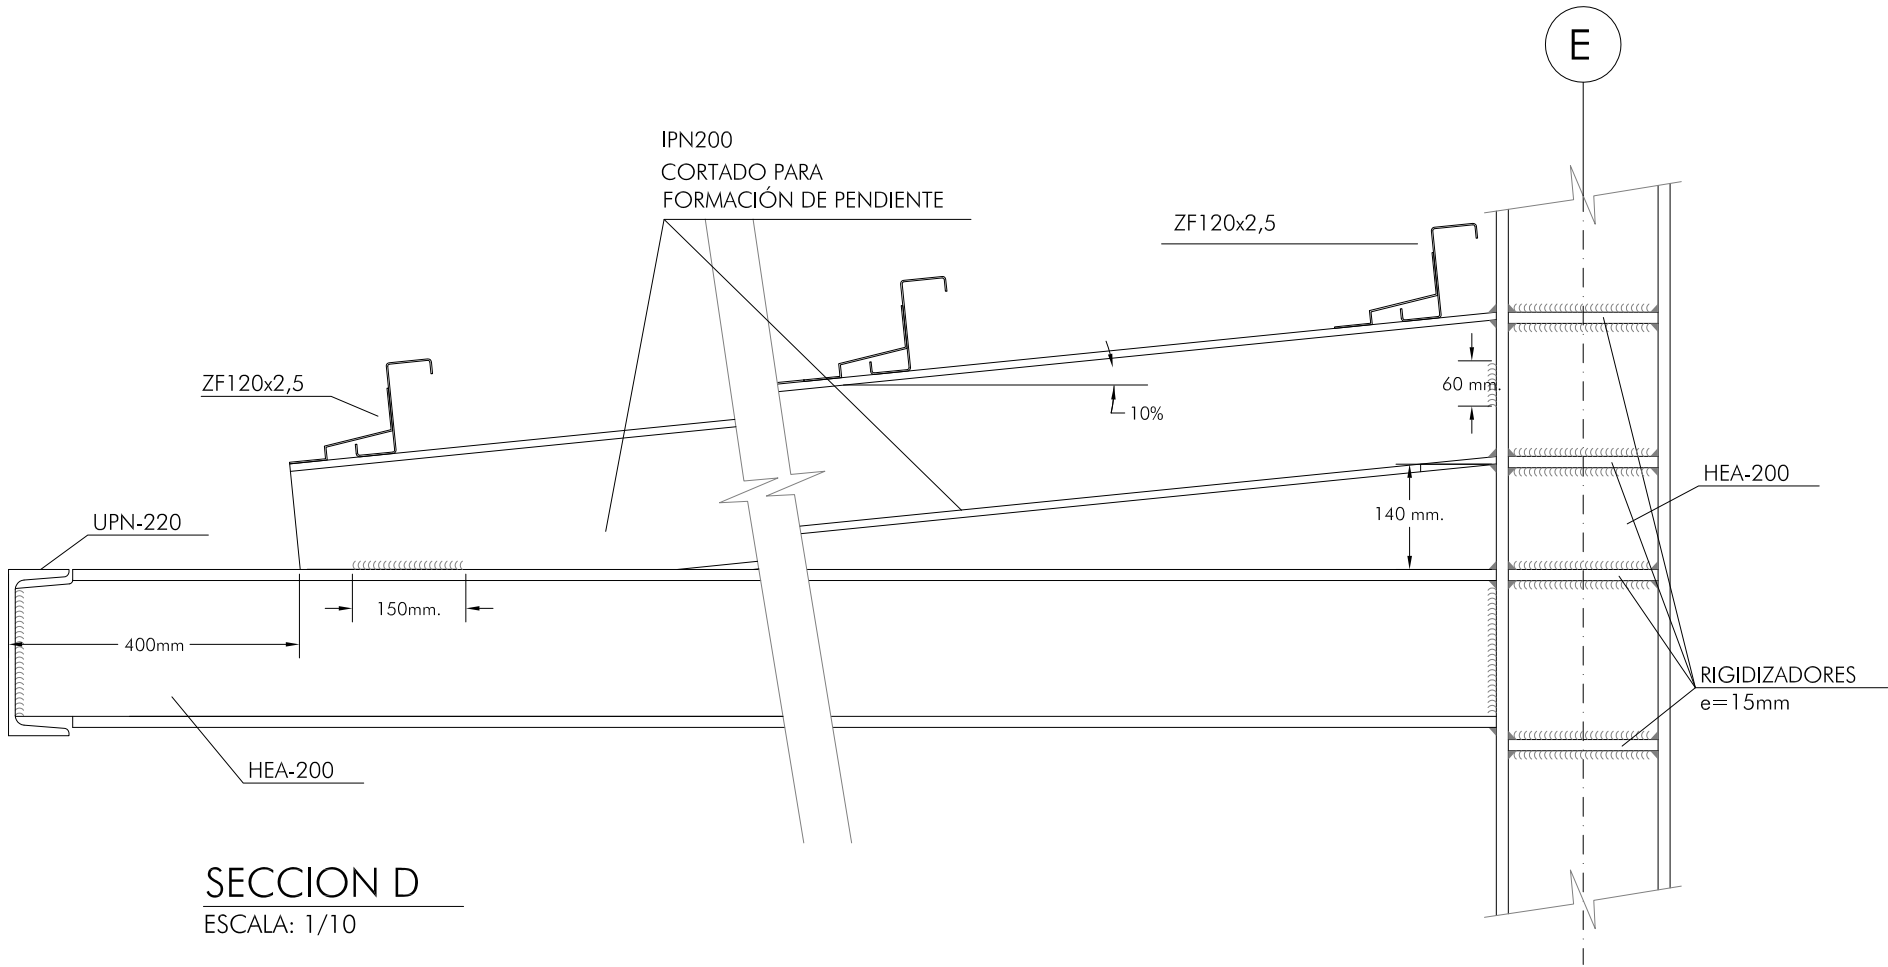 E
IPN200
CORTADO PARA
FORMACIÓN DE PENDIENTE
ZF120x2,5
ZF120x2,5
60 mm.
10%
HEA-200
140 mm.
UPN-220
150mm.
400mm
RIGIDIZADORES
e=15mm
HEA-200
SECCION D
ESCALA: 1/10